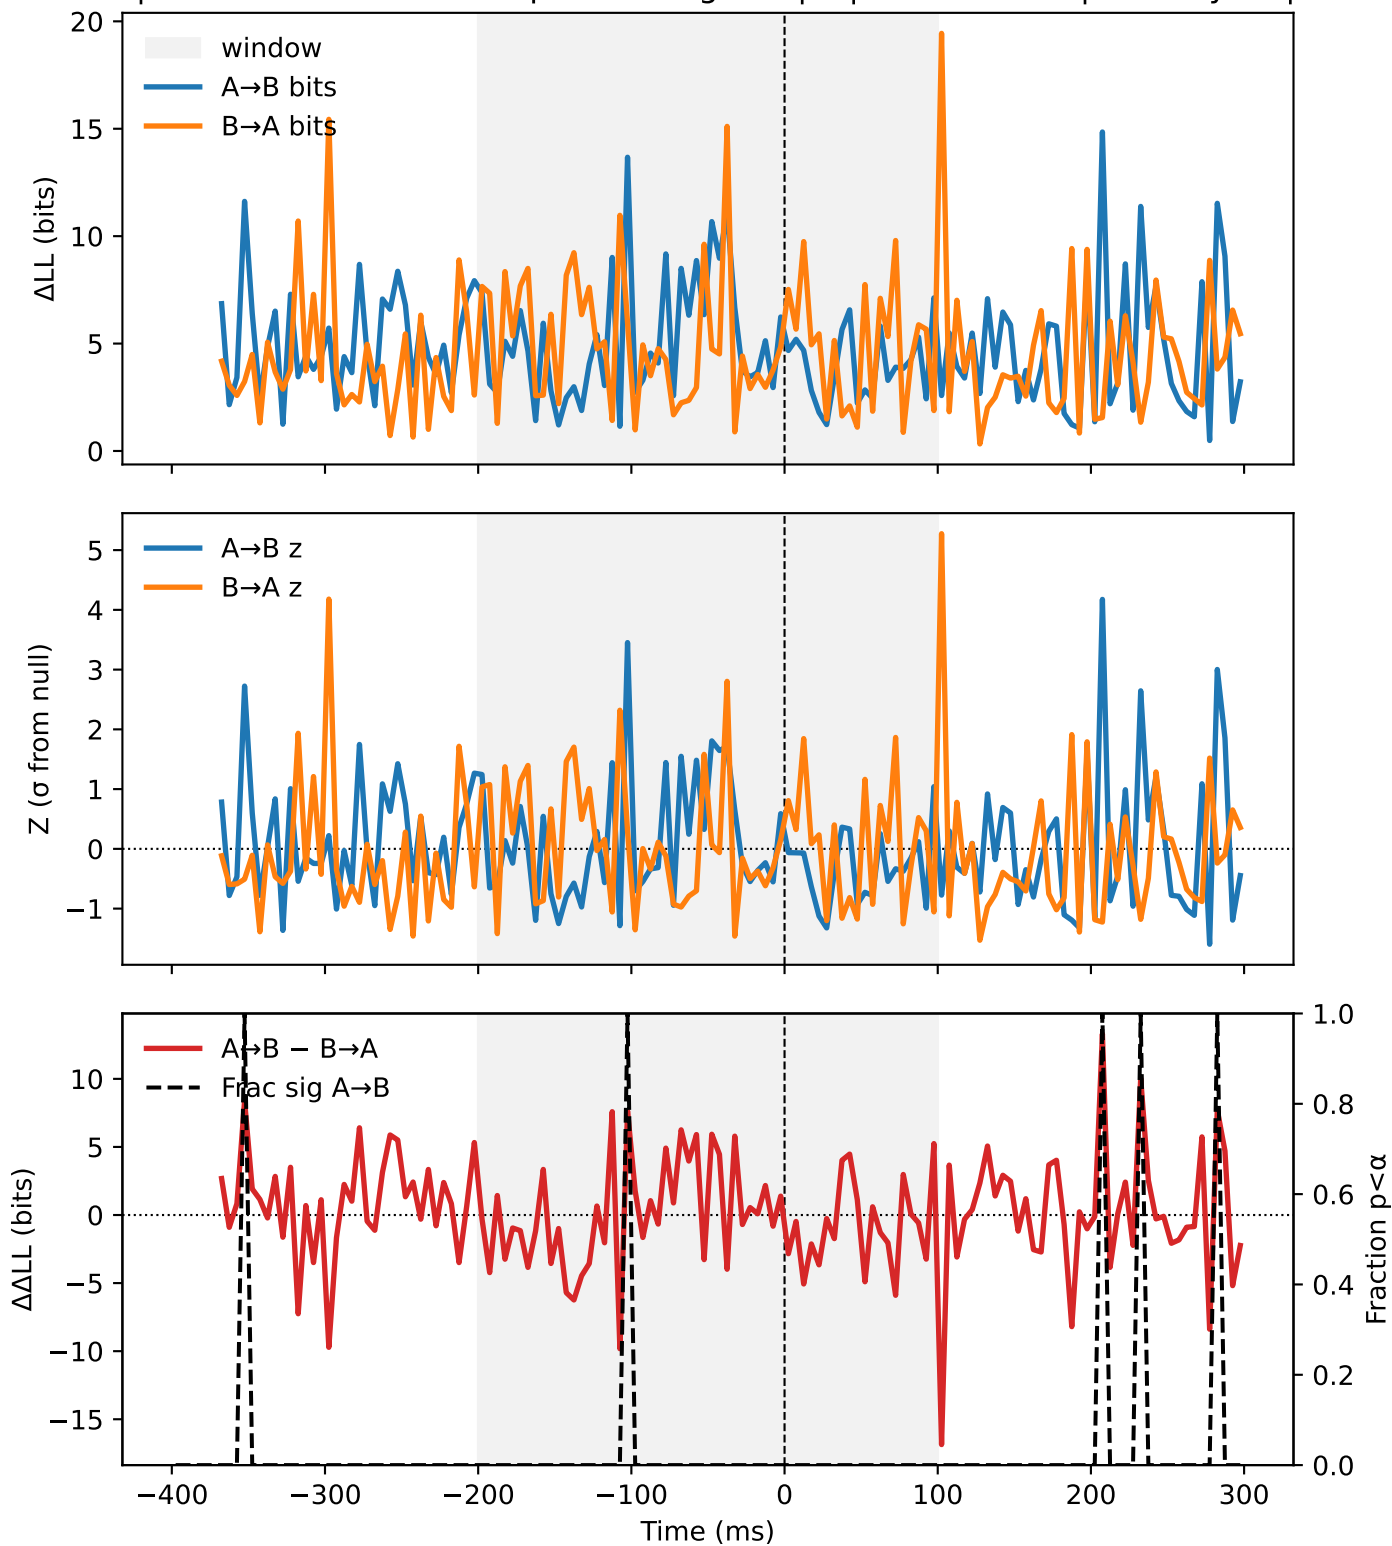 20
15
10
5
0
ΔLL (bits)
window
A→B bits
B→A bits
5
4
3
2
1
0
−1
Z (σ from null)
A→B z
B→A z
10
5
0
−5
−10
−15
ΔΔLL (bits)
A→B − B→A
Frac sig A→B
1.0
0.8
0.6
0.4
0.2
0.0
Fraction p<α
−400 −300 −200 −100 0 100 200 300
Time (ms)